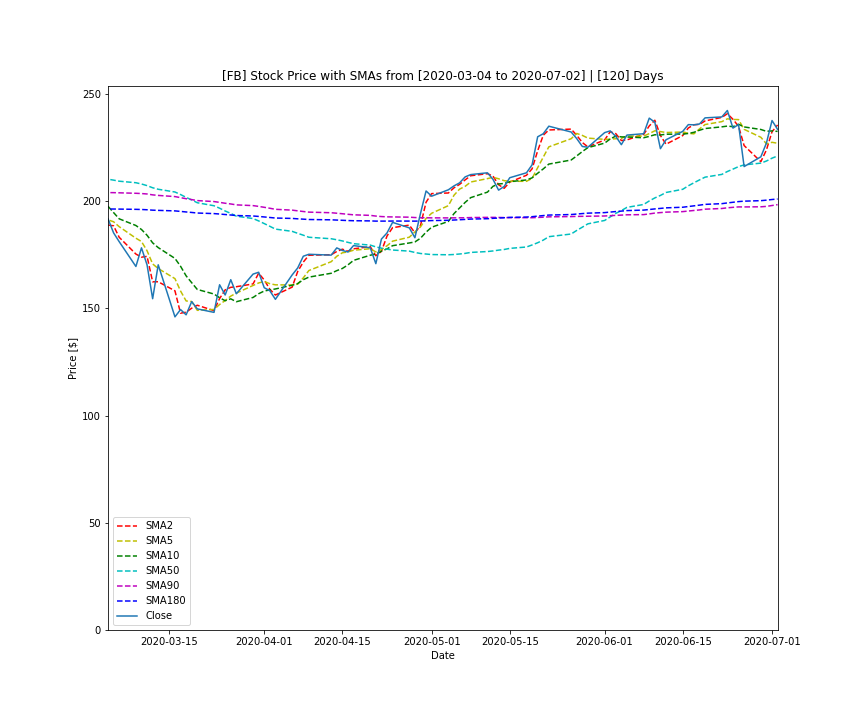 [FB] Stock Price with SMAs from [2020-03-04 to 2020-07-02] | [120] Days
250
200
150
100
50
0
Price [$]
SMA2
SMA5
SMA10
SMA50
SMA90
SMA180
Close
2020-03-15 2020-04-01 2020-04-15 2020-05-01 2020-05-15 2020-06-01 2020-06-15 2020-07-01
Date